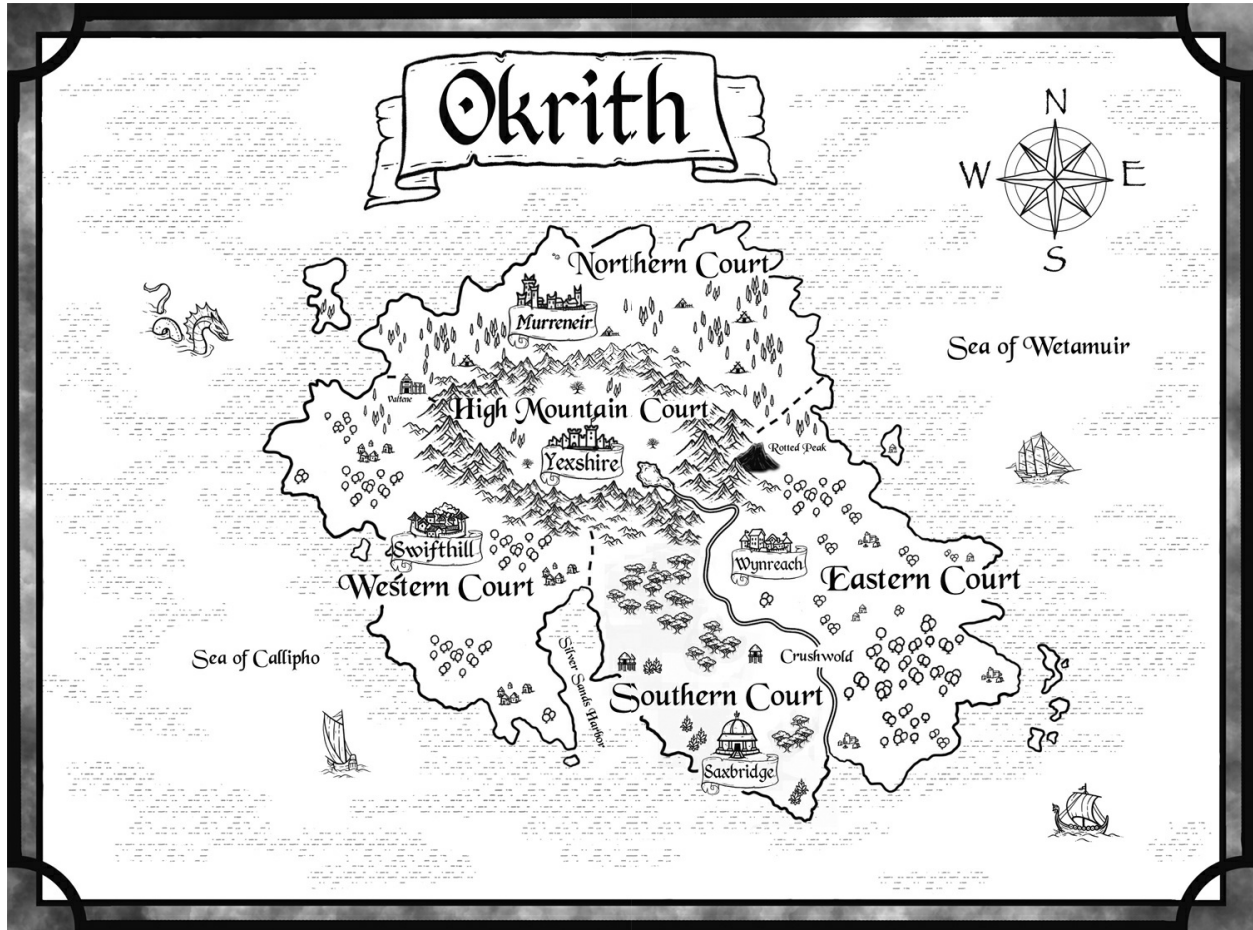 Okrith
N
W E
S
Northern Court
Murreneir
Sea of Wetamuir
Valtene
High Mountain Court
Rotted Peak
Yexshire
Swifthill
Wynreach
Western Court
Eastern Court
Silver Sands Harbor
Sea of Callipho
Crushwold
Southern Court
Saxbridge